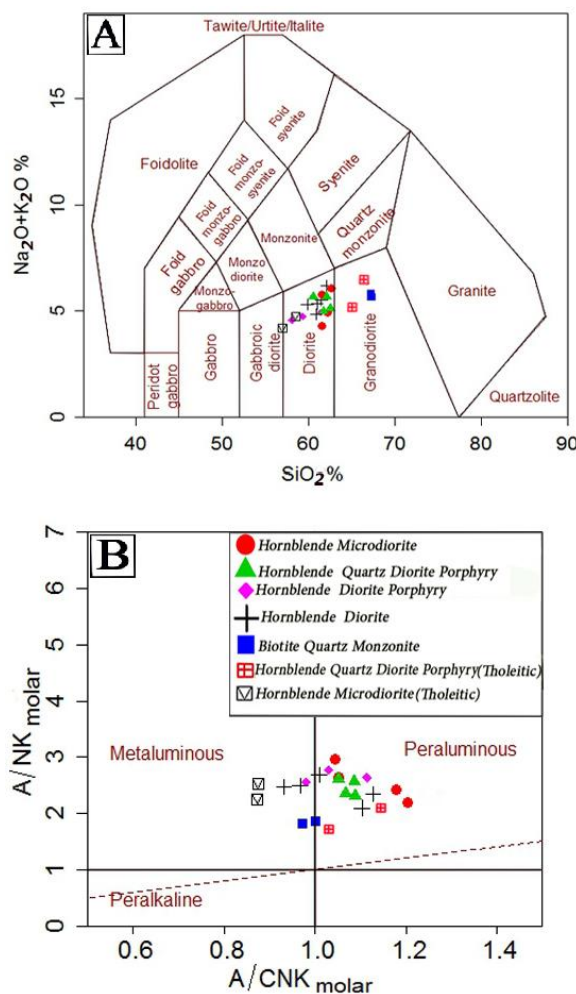 A
Tawite/Urtite/Italite
Foid
syenite
Foidolite
Foid
monzo-
syenite
Syenite
Foid
monzo-
gabbro
Quartz
monzonite
Foid
gabbro
Monzonite
Monzo
diorite
Monzo-
gabbro
Granite
Peridot
gabbro
Gabbro
Gabbroic
diorite
Diorite
Granodiorite
Quartzolite
Na2O+K2O %
15
10
5
0
40 50 60 70 80 90
SiO2%
B
Hornblende Microdiorite
Hornblende Quartz Diorite Porphyry
Hornblende Diorite Porphyry
Hornblende Diorite
Biotite Quartz Monzonite
Hornblende Quartz Diorite Porphyry(Tholeitic)
Hornblende Microdiorite(Tholeitic)
Metaluminous
Peraluminous
Peralkaline
A/NK molar
7
6
5
4
3
2
1
0
0.6 0.8 1.0 1.2 1.4
A/CNK molar